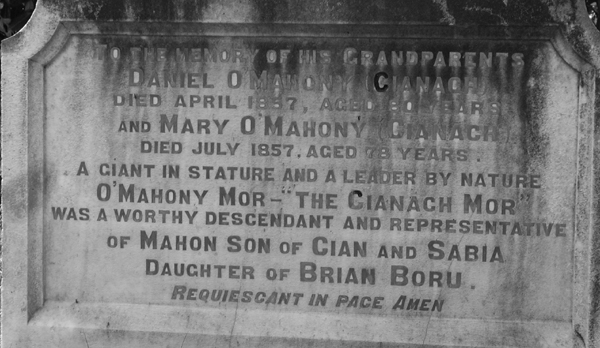 TO THE MEMORY OF HIS GRANDPARENTS
DANIEL O'MAHONY (CIANACH)
DIED APRIL 1857, AGED 80 YEARS
AND MARY O'MAHONY (CIANACH)
DIED JULY 1857. AGED 78 YEARS.
A GIANT IN STATURE AND A LEADER BY NATURE
O'MAHONY MOR-"THE CIANACH MOR"
WAS A WORTHY DESCENDANT AND REPRESENTATIVE
OF MAHON SON OF CIAN AND SABIA
DAUGHTER OF BRIAN BORU.
REQUIESCANT IN PACE AMEN